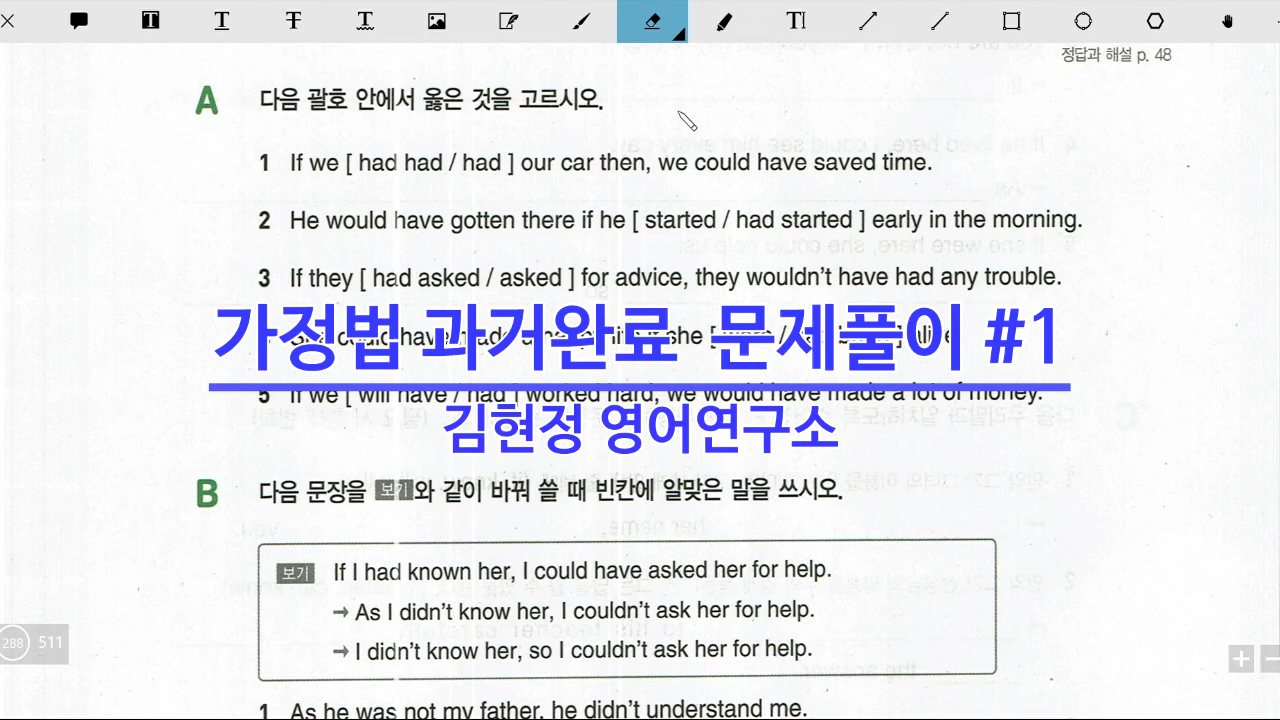 정답과 해설 p. 48
A 다음 괄호 안에서 옳은 것을 고르시오.
1 If we [ had had / had ] our car then, we could have saved time.
2 He would have gotten there if he [ started / had started ] early in the morning.
3 If they [ had asked / asked ] for advice, they wouldn't have had any trouble.
가정법 과거완료 문제풀이 #1
5 If we [ will have / had ] worked hard, we would have made a lot of money.
김현정 영어연구소
B 다음 문장을 보기와 같이 바꿔 쓸 때 빈칸에 알맞은 말을 쓰시오.
보기 If I had known her, I could have asked her for help.
→ As I didn't know her, I couldn't ask her for help.
→ I didn't know her, so I couldn't ask her for help.
288 511
1 As he was not my father, he didn't understand me.